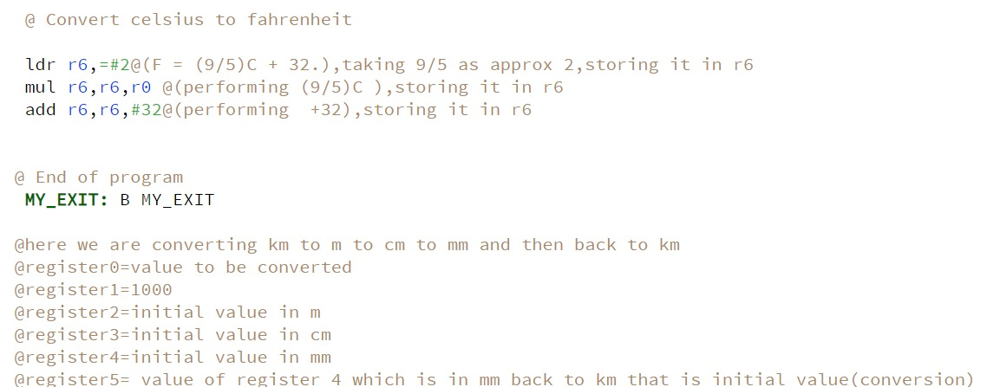 @ Convert celsius to fahrenheit
ldr r6,=#2@(F = (9/5)C + 32.),taking 9/5 as approx 2,storing it in r6
mul r6,r6,r0 @(performing (9/5)C ),storing it in r6
add r6,r6,#32@(performing  +32),storing it in r6
@ End of program
MY_EXIT: B MY_EXIT
@here we are converting km to m to cm to mm and then back to km
@register0=value to be converted
@register1=1000
@register2=initial value in m
@register3=initial value in cm
@register4=initial value in mm
@register5= value of register 4 which is in mm back to km that is initial value(conversion)